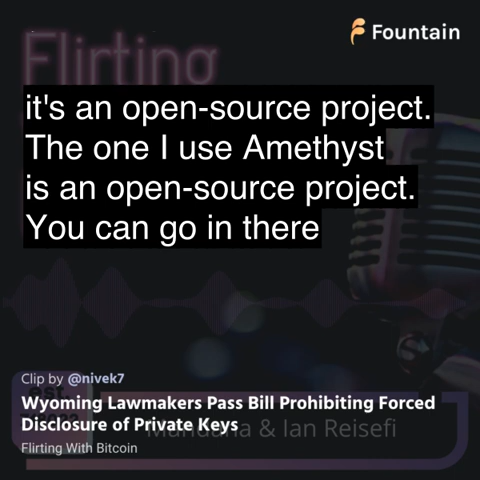 Fountain
Flirting
it's an open-source project.
The one I use Amethyst
is an open-source project.
You can go in there
Clip by @nivek7
Wyoming Lawmakers Pass Bill Prohibiting Forced
Disclosure of Private Keys
& Ian Reisefi
Flirting With Bitcoin